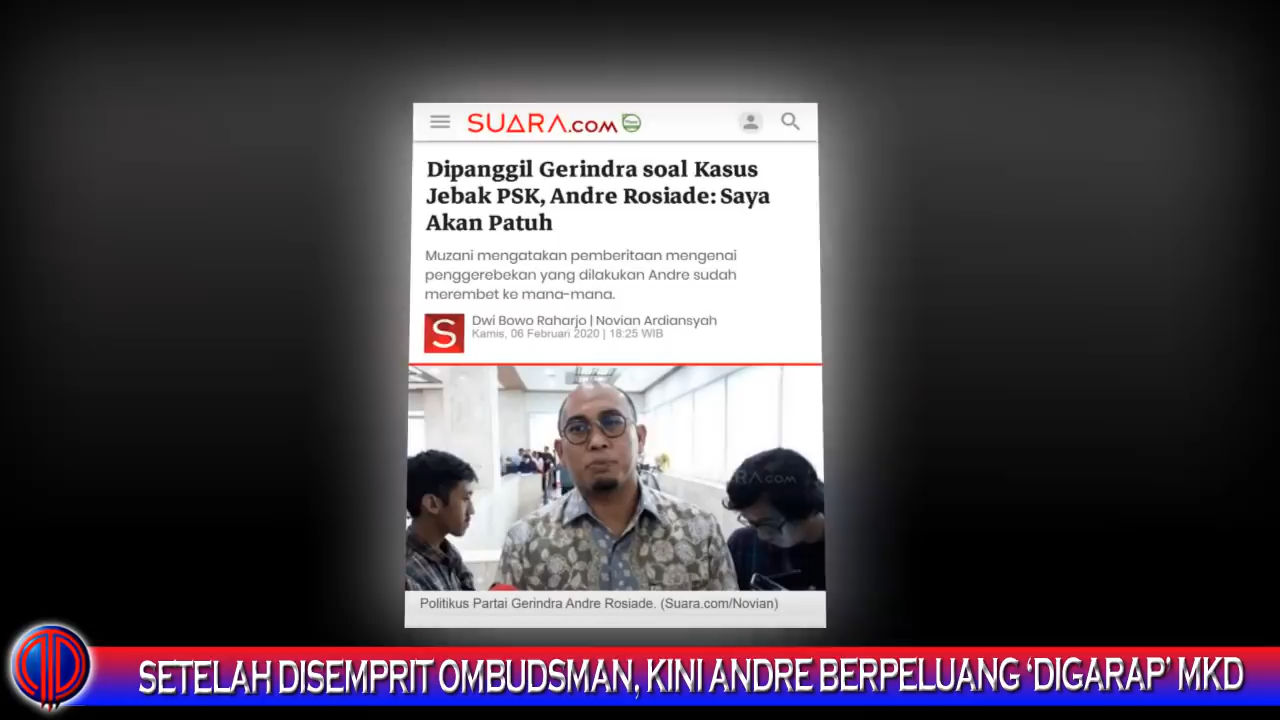 SUARA.COM
Dipanggil Gerindra soal Kasus
Jebak PSK, Andre Rosiade: Saya
Akan Patuh
Muzani mengatakan pemberitaan mengenai
penggerebekan yang dilakukan Andre sudah
merembet ke mana-mana.
S
Dwi Bowo Raharjo | Novian Ardiansyah
Kamis, 06 Februari 2020 | 18:25 WIB
Politikus Partai Gerindra Andre Rosiade. (Suara.com/Novian)
SETELAH DISEMPRIT OMBUDSMAN, KINI ANDRE BERPELUANG ‘DIGARAP’ MKD